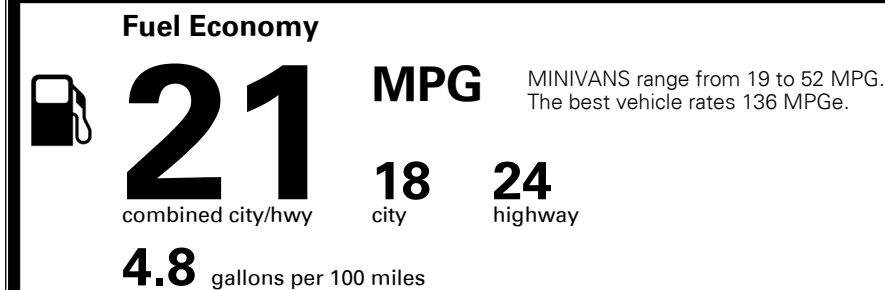 Fuel Economy
21 MPG
MINIVANS range from 19 to 52 MPG.
The best vehicle rates 136 MPGe.
18 24
combined city/hwy city highway
4.8 gallons per 100 miles